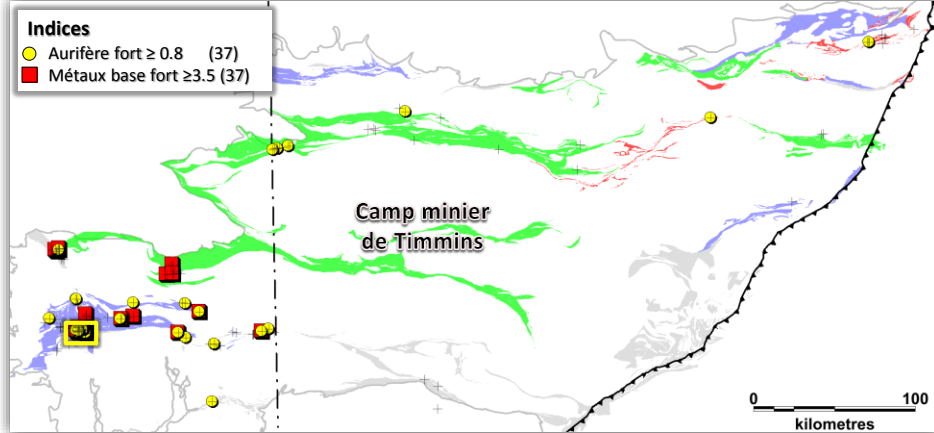 Indices
Aurifère fort ≥ 0.8 (37)
Métaux base fort ≥3.5 (37)
Camp minier
de Timmins
0 100
kilometres